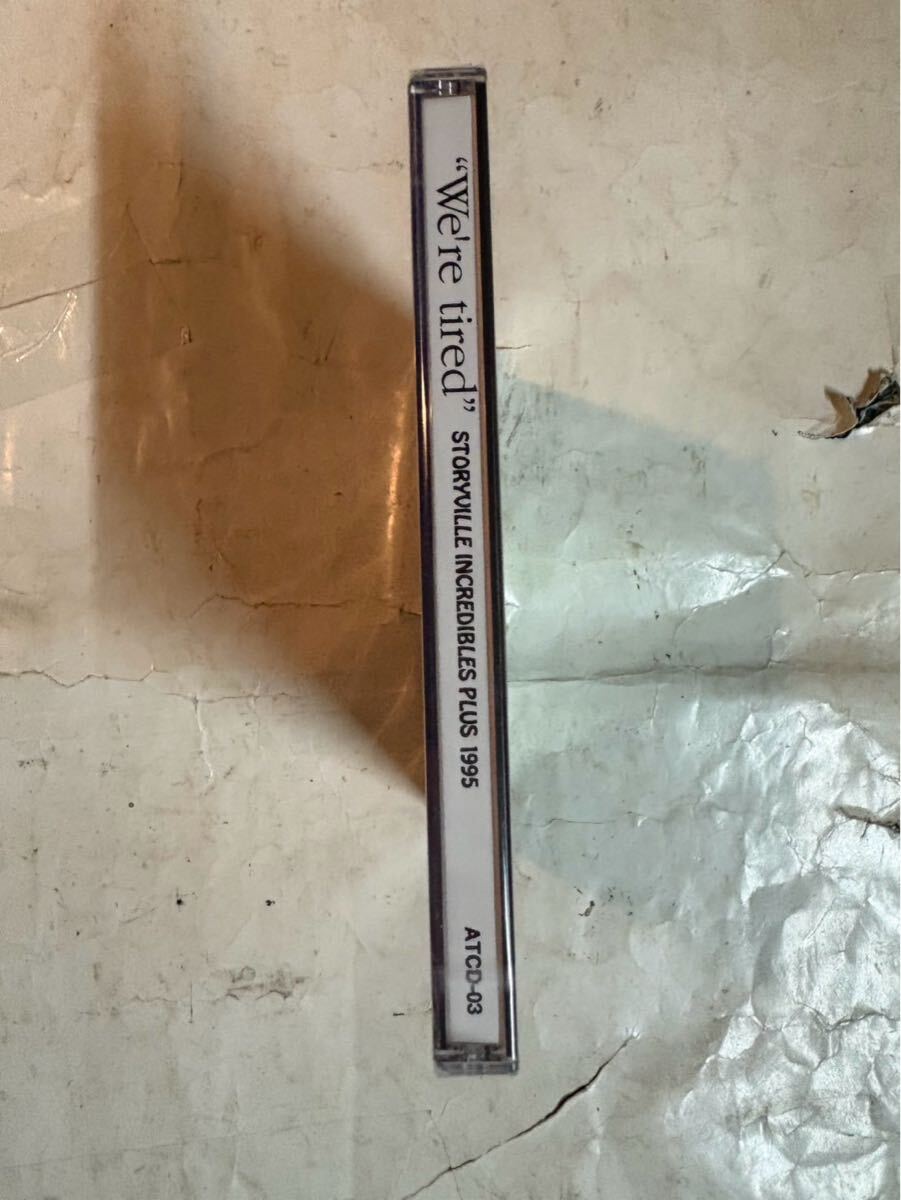 “We're tired” STORYVILLE INCREDIBLES PLUS 1995 ATCD-03